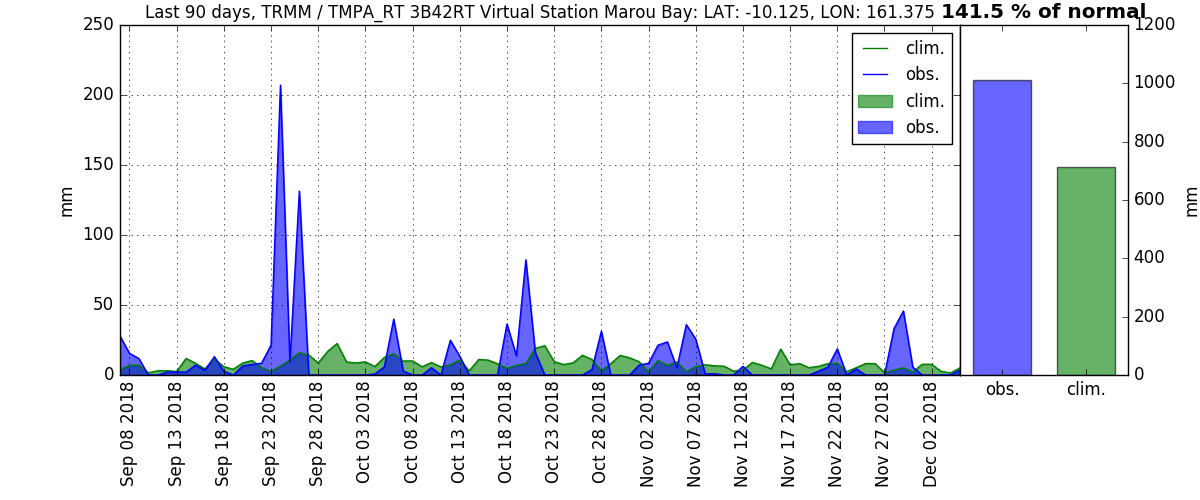 Last 90 days, TRMM / TMPA_RT 3B42RT Virtual Station Marou Bay: LAT: -10.125, LON: 161.375 141.5 % of normal
250
200
150
100
50
0
mm
clim.
obs.
clim.
obs.
1200
1000
800
600
400
200
0
mm
obs.
clim.
Sep 08 2018
Sep 13 2018
Sep 18 2018
Sep 23 2018
Sep 28 2018
Oct 03 2018
Oct 08 2018
Oct 13 2018
Oct 18 2018
Oct 23 2018
Oct 28 2018
Nov 02 2018
Nov 07 2018
Nov 12 2018
Nov 17 2018
Nov 22 2018
Nov 27 2018
Dec 02 2018